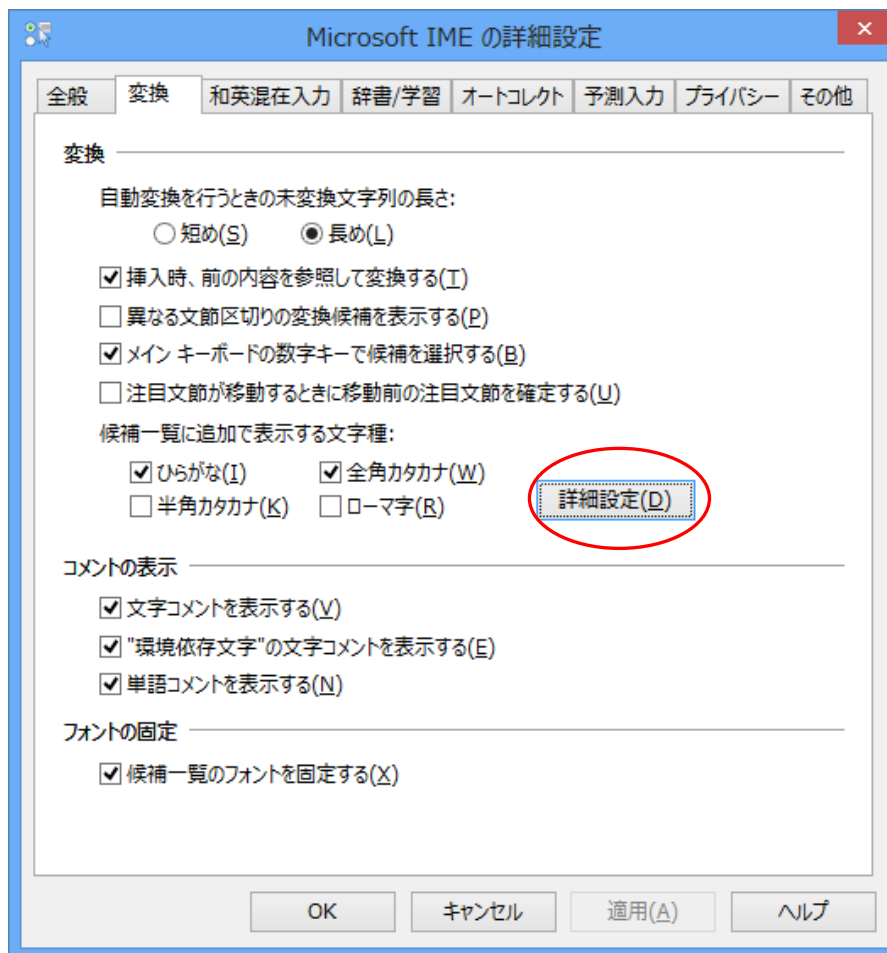 Microsoft IME の詳細設定
全般 変換 和英混在入力 辞書/学習 オートコレクト 予測入力 プライバシー その他
変換
自動変換を行うときの未変換文字列の長さ:
短め(S) 長め(L)
挿入時、前の内容を参照して変換する(T)
異なる文節区切りの変換候補を表示する(P)
メイン キーボードの数字キーで候補を選択する(B)
注目文節が移動するときに移動前の注目文節を確定する(U)
候補一覧に追加で表示する文字種:
ひらがな(I) 全角カタカナ(W)
半角カタカナ(K) ローマ字(R) 詳細設定(D)
コメントの表示
文字コメントを表示する(V)
"環境依存文字"の文字コメントを表示する(E)
単語コメントを表示する(N)
フォントの固定
候補一覧のフォントを固定する(X)
OK キャンセル 適用(A) ヘルプ